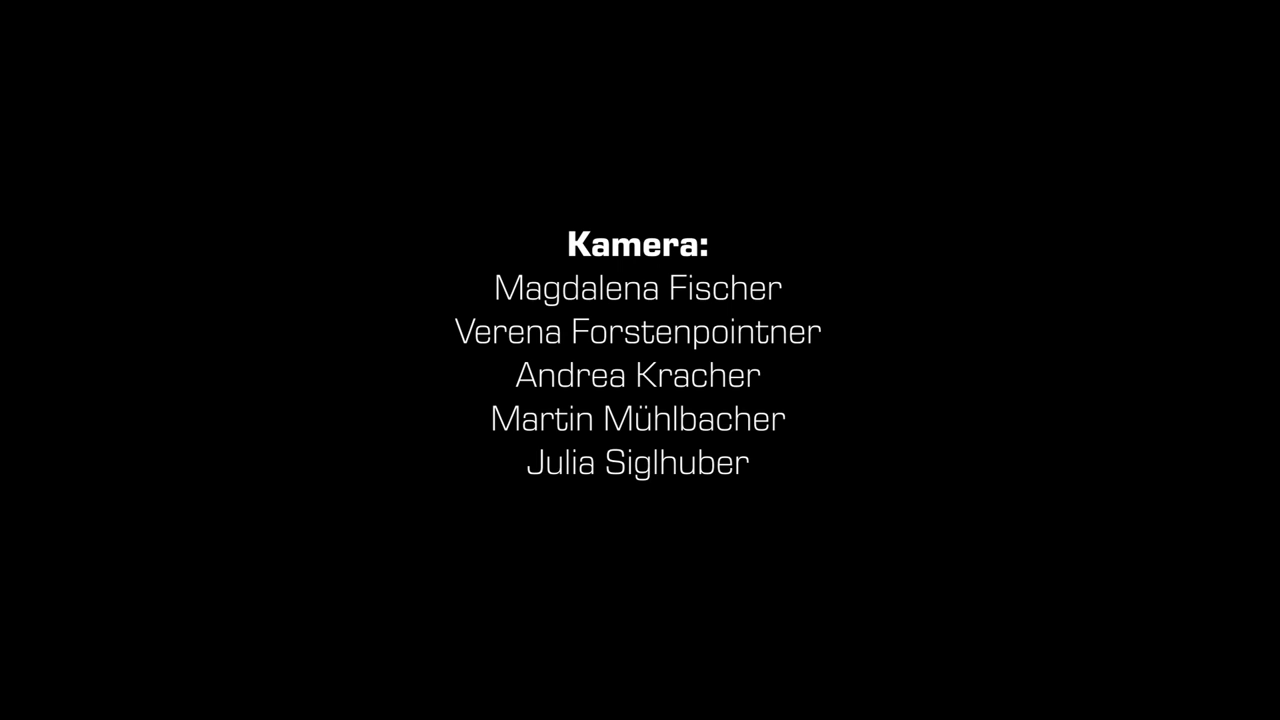 Kamera:
Magdalena Fischer
Verena Forstenpointner
Andrea Kracher
Martin Mühlbacher
Julia Siglhuber